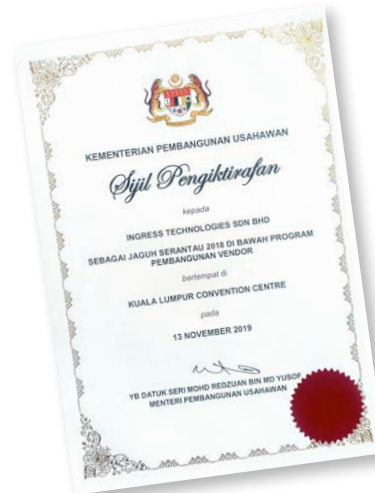 KEMENTERIAN PEMBANGUNAN USAHAWAN
Sijil Pengiktirafan
kepada
INGRESS TECHNOLOGIES SDN BHD
SEBAGAI JAGUH SERANTAU 2018 DI BAWAH PROGRAM
PEMBANGUNAN VENDOR
bertempat di
KUALA LUMPUR CONVENTION CENTRE
pada
13 NOVEMBER 2019
YB DATUK SERI MOHD REDZUAN BIN MD YUSOF
MENTERI PEMBANGUNAN USAHAWAN